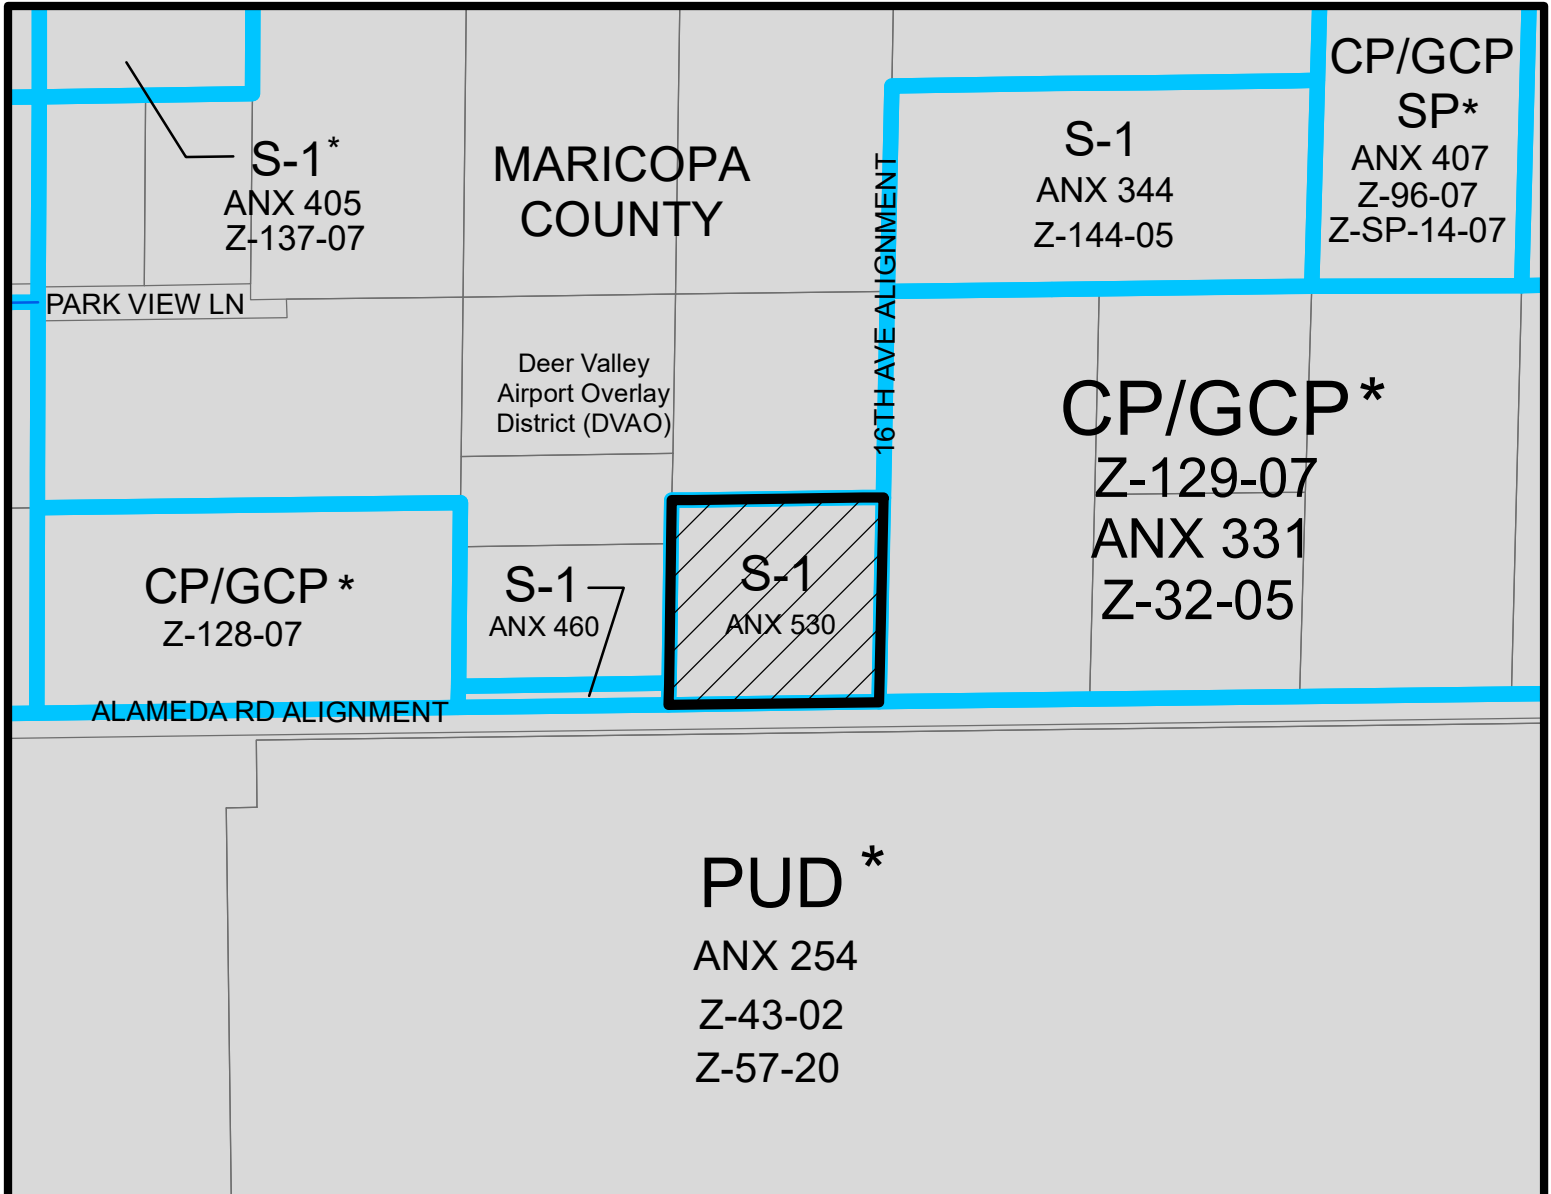 CP/GCP
SP*
ANX 407
Z-96-07
Z-SP-14-07
S-1
ANX 344
Z-144-05
S-1*
ANX 405
Z-137-07
MARICOPA
COUNTY
16TH AVE ALIGNMENT
PARK VIEW LN
Deer Valley
Airport Overlay
District (DVAO)
CP/GCP*
Z-129-07
ANX 331
Z-32-05
CP/GCP*
Z-128-07
S-1
ANX 460
S-1
ANX 530
ALAMEDA RD ALIGNMENT
PUD*
ANX 254
Z-43-02
Z-57-20